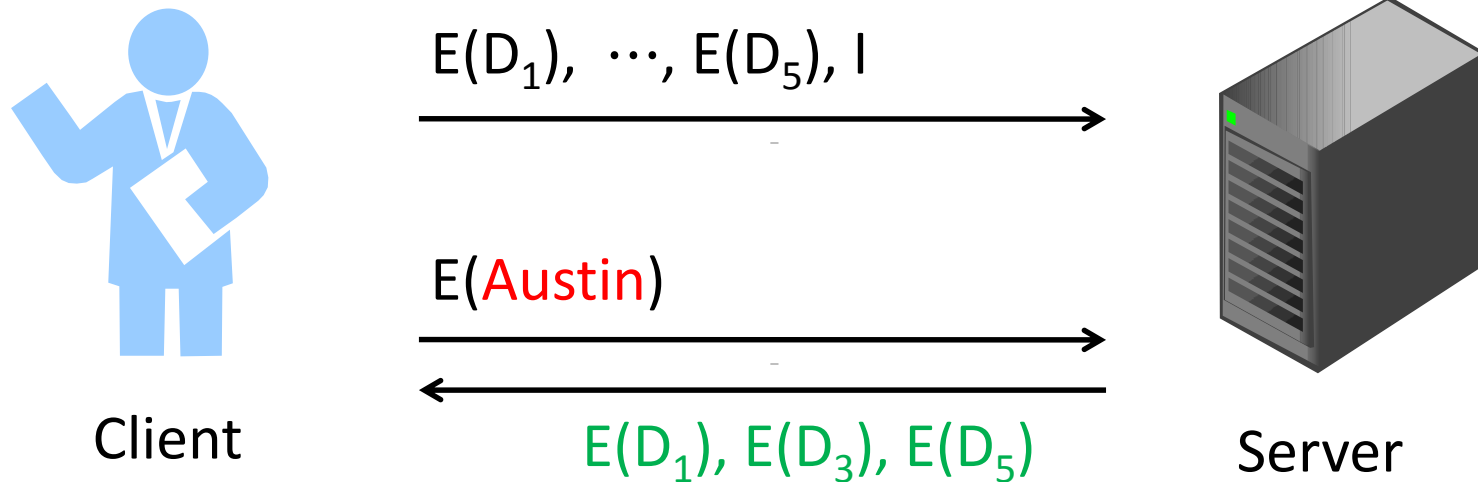 E(D₁), ⋯, E(D₅), I
E(Austin)
E(D₁), E(D₃), E(D₅)
Client
Server